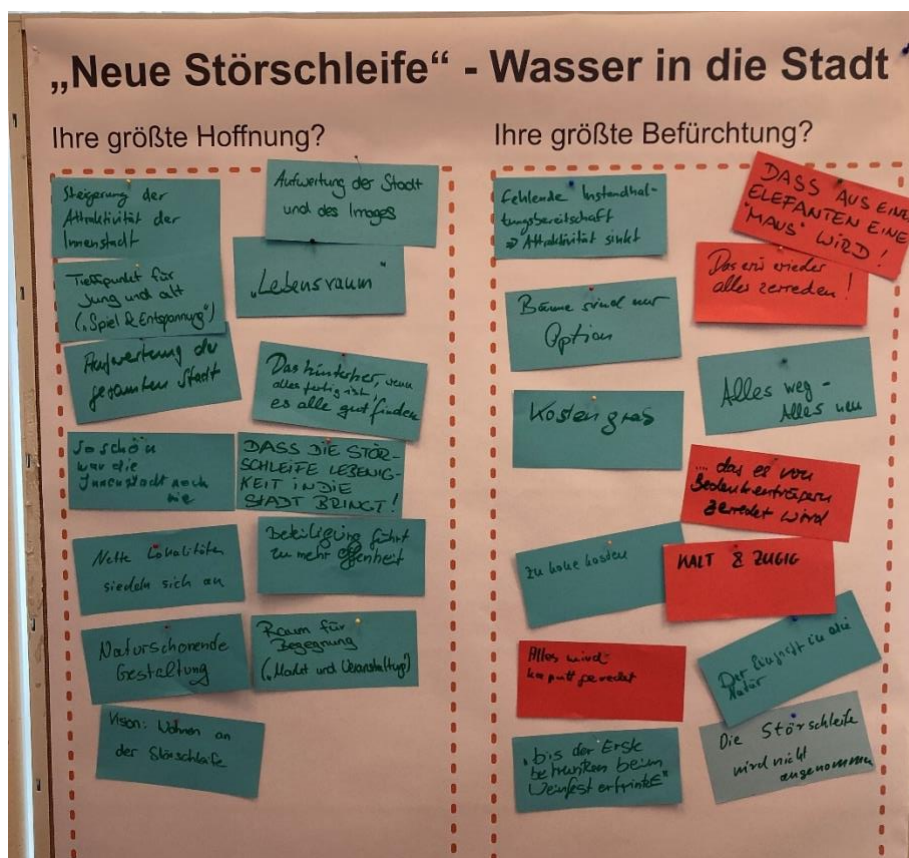 „Neue Störschleife“ - Wasser in die Stadt
Ihre größte Hoffnung?
Steigerung der
Attraktivität der
Innenstadt
Aufwertung der Stadt
und des Images
Treffpunkt für
Jung und alt
(„Spiel & Entspannung“)
„Lebensraum“
Aufwertung der
gesamten Stadt
Das hinterher, wenn
alles fertig ist,
es alle gut finden
So schön
war die
Innenstadt noch
nie
DASS DIE STÖR-
SCHLEIFE LEBENIG-
KEIT IN DIE
STADT BRINGT!
Nette Lokalitäten
siedeln sich an
Beteiligung führt
zu mehr Offenheit
Naturschonende
Gestaltung
Raum für
Begegnung
(„Markt und Veranstaltung“)
Vision: Wohnen an
der Störschleife
Ihre größte Befürchtung?
Fehlende Instandhal-
tungsbereitschaft
⇒ Attraktivität sinkt
DASS AUS EINE
ELEFANTEN EINE
"MAUS" WIRD!
Das wir wieder
alles zerreden!
Bäume sind nur
Option
Alles weg -
Alles neu
Kosten
... das es von
Bedenkenträgern
zerredet wird
zu hohe kosten
KALT & ZUGIG
Alles wird
kaputt geredet
Der Eingriff in die
Natur
„bis der Erste
betrunken beim
Weinfest ertrinkt“
Die Störschleife
wird nicht
angenommen